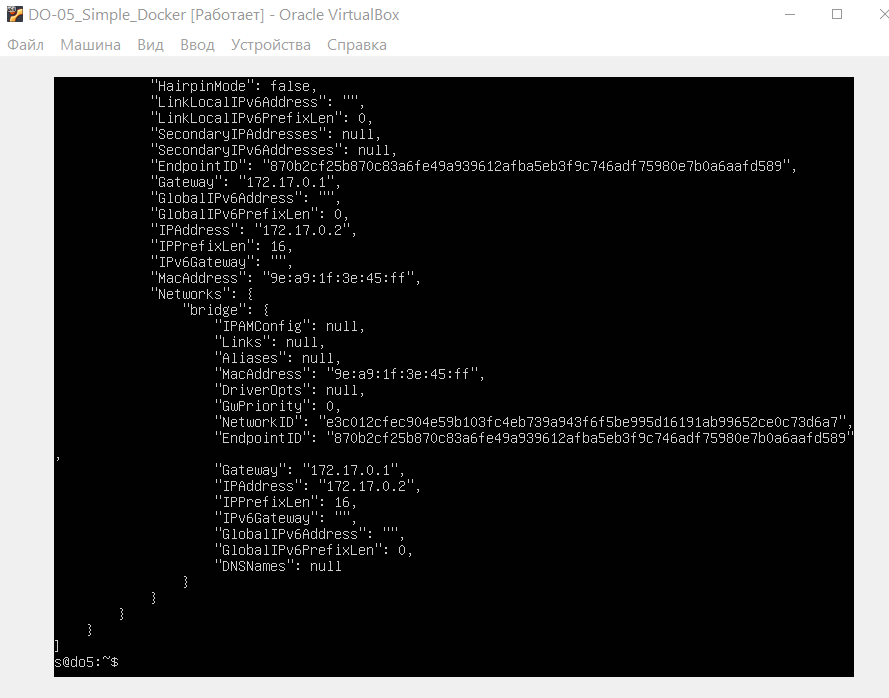 DO-05_Simple_Docker [Работает] - Oracle VirtualBox
Файл Машина Вид Ввод Устройства Справка
"HairpinMode": false,
"LinkLocalIPv6Address": "",
"LinkLocalIPv6PrefixLen": 0,
"SecondaryIPAddresses": null,
"SecondaryIPv6Addresses": null,
"EndpointID": "870b2cf25b870c83a6fe49a939612afba5eb3f9c746adf75980e7b0a6aafd589",
"Gateway": "172.17.0.1",
"GlobalIPv6Address": "",
"GlobalIPv6PrefixLen": 0,
"IPAddress": "172.17.0.2",
"IPPrefixLen": 16,
"IPv6Gateway": "",
"MacAddress": "9e:a9:1f:3e:45:ff",
"Networks": {
"bridge": {
"IPAMConfig": null,
"Links": null,
"Aliases": null,
"MacAddress": "9e:a9:1f:3e:45:ff",
"DriverOpts": null,
"GwPriority": 0,
"NetworkID": "e3c012cfec904e59b103fc4eb739a943f6f5be995d16191ab99652ce0c73d6a7",
"EndpointID": "870b2cf25b870c83a6fe49a939612afba5eb3f9c746adf75980e7b0a6aafd589"
,
"Gateway": "172.17.0.1",
"IPAddress": "172.17.0.2",
"IPPrefixLen": 16,
"IPv6Gateway": "",
"GlobalIPv6Address": "",
"GlobalIPv6PrefixLen": 0,
"DNSNames": null
}
}
}
}
]
s@do5:~$